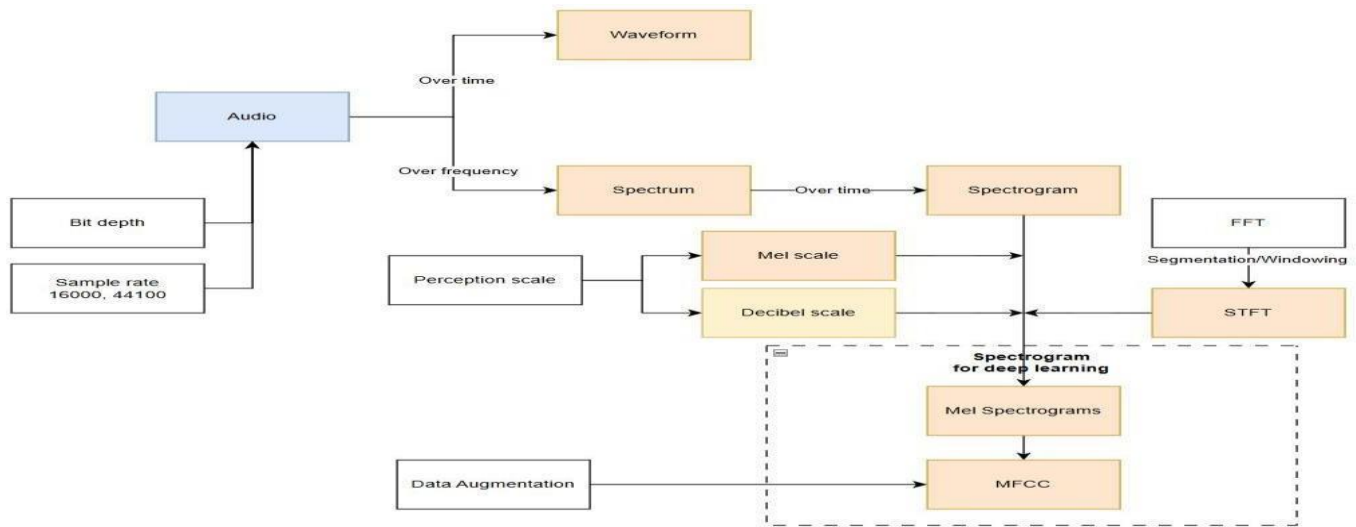 Waveform
Over time
Audio
Over frequency
Spectrum
Over time
Spectrogram
Bit depth
FFT
Sample rate
16000, 44100
Perception scale
Mel scale
Segmentation/Windowing
Decibel scale
STFT
Spectrogram
for deep learning
Mel Spectrograms
Data Augmentation
MFCC